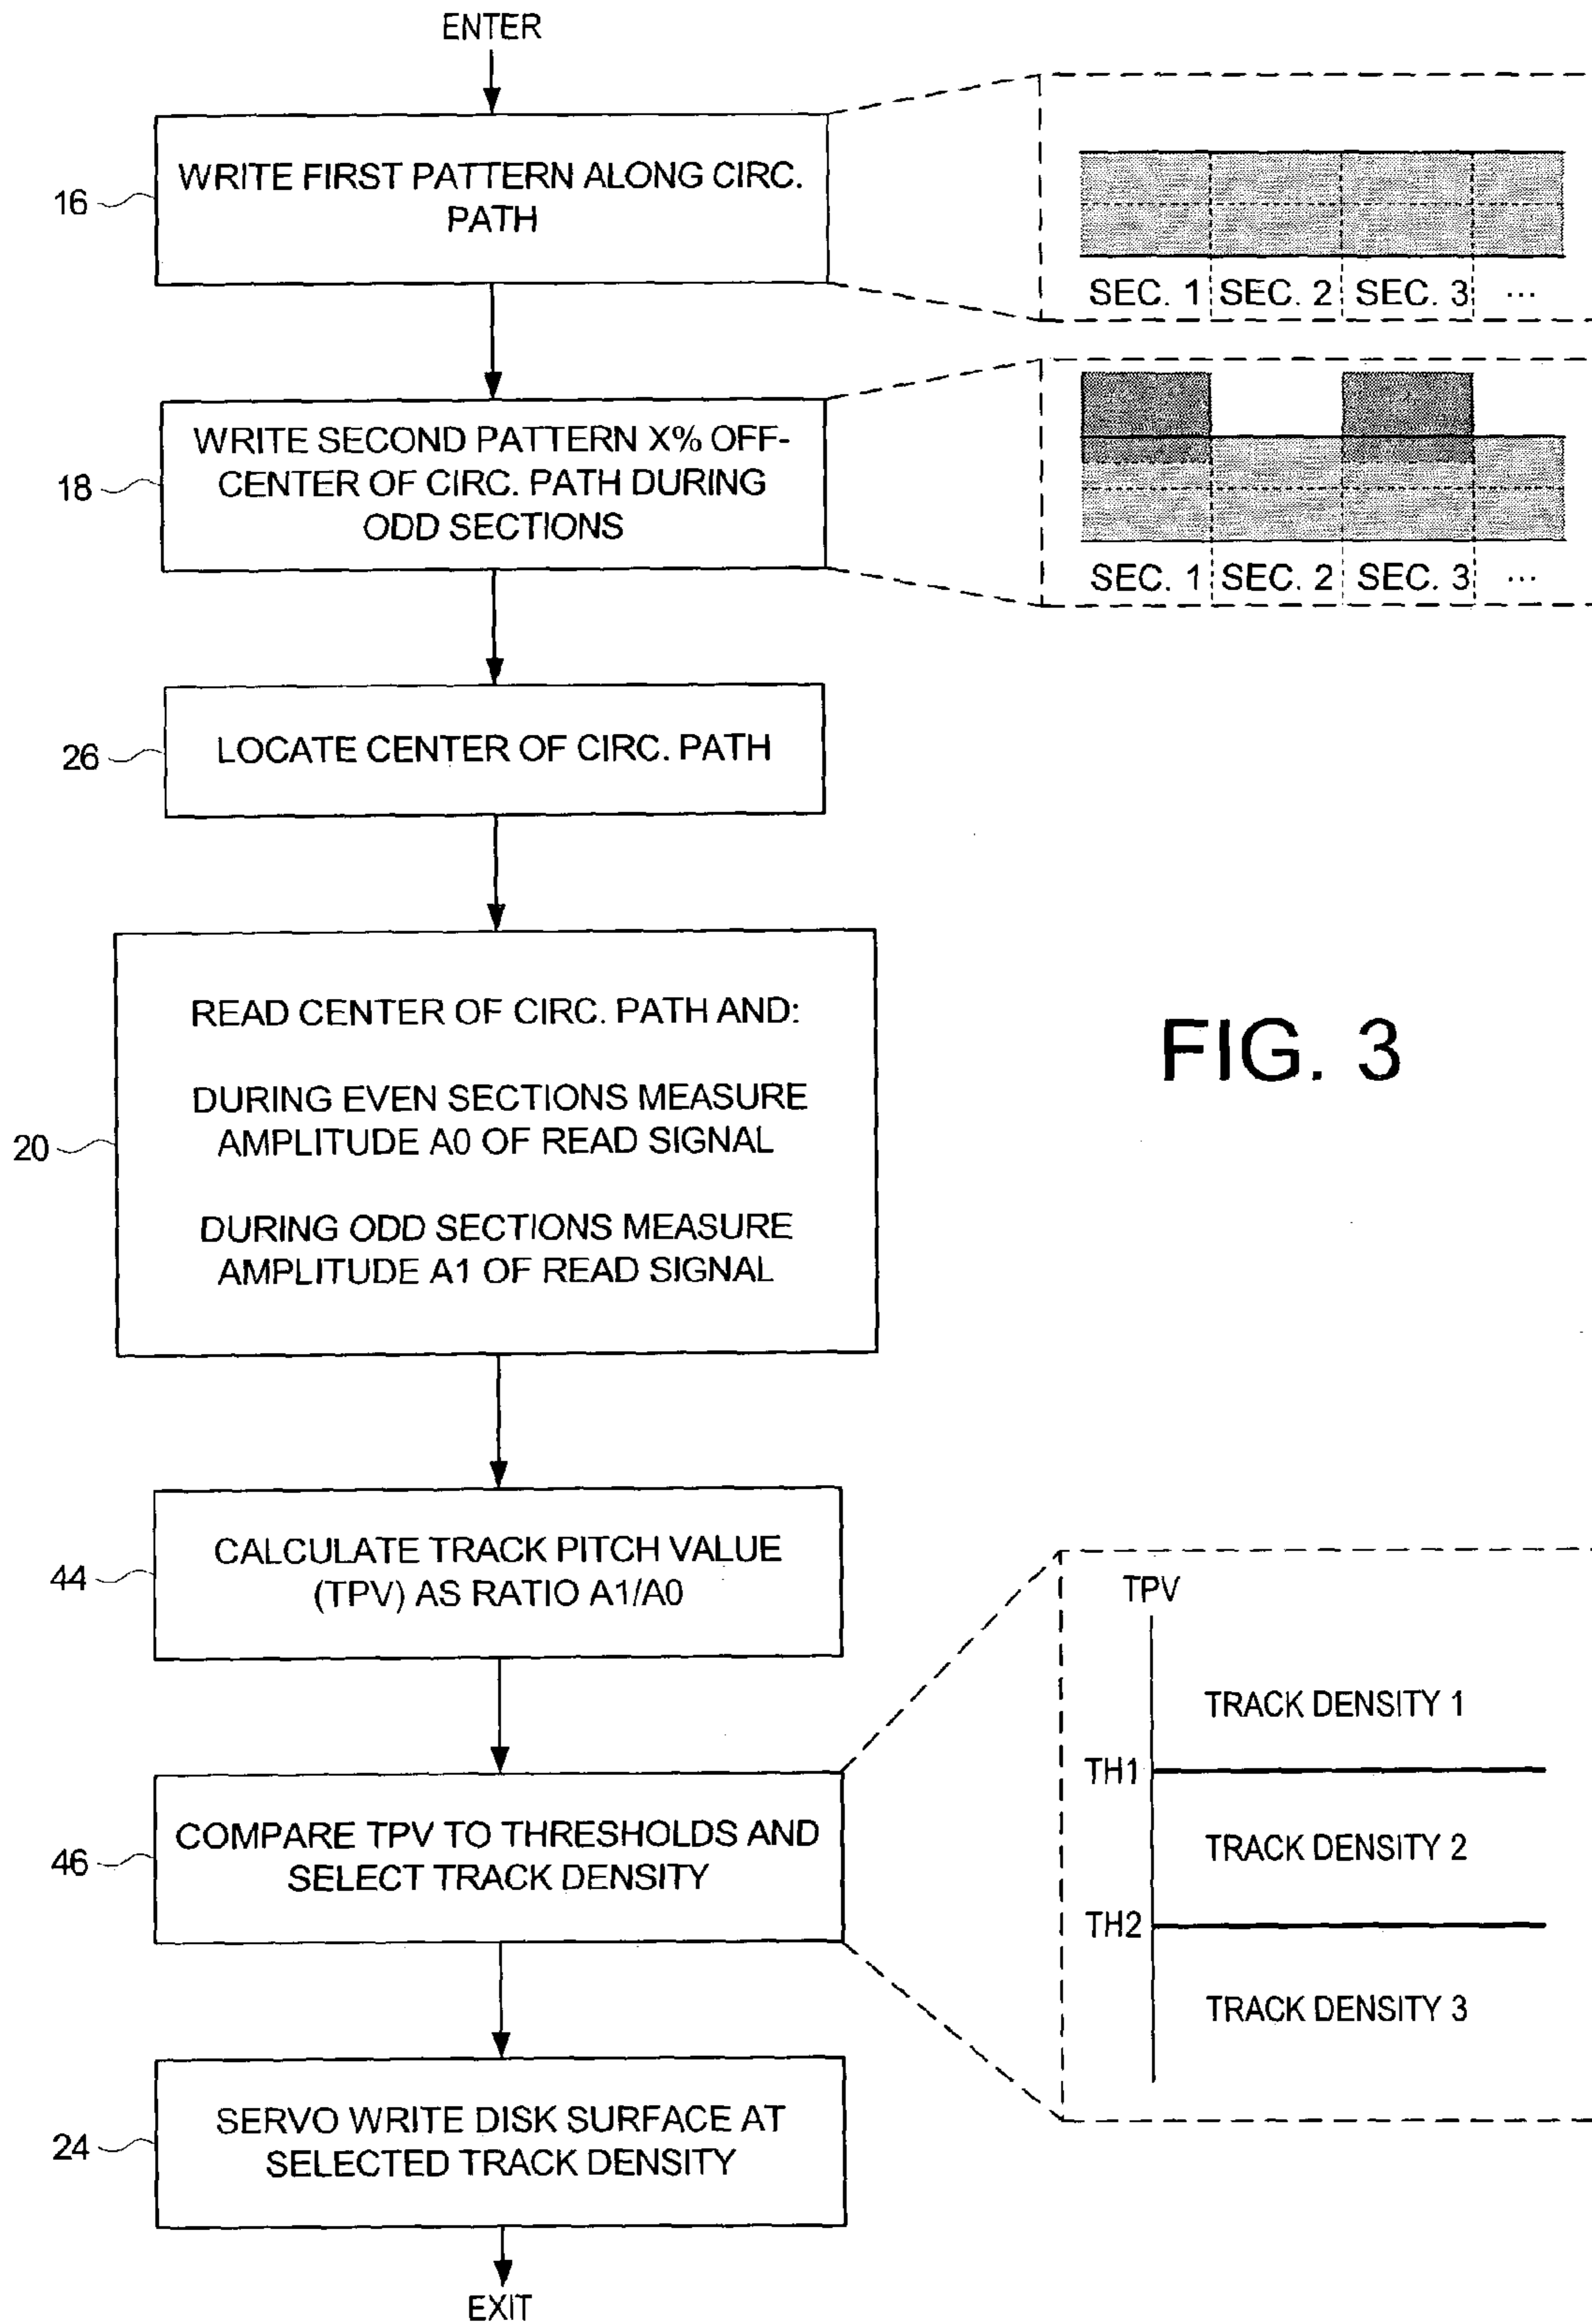 ENTER
16
WRITE FIRST PATTERN ALONG CIRC.
PATH
SEC. 1 SEC. 2 SEC. 3 ...
18
WRITE SECOND PATTERN X% OFF-
CENTER OF CIRC. PATH DURING
ODD SECTIONS
SEC. 1 SEC. 2 SEC. 3 ...
26
LOCATE CENTER OF CIRC. PATH
20
READ CENTER OF CIRC. PATH AND:
DURING EVEN SECTIONS MEASURE
AMPLITUDE A0 OF READ SIGNAL
DURING ODD SECTIONS MEASURE
AMPLITUDE A1 OF READ SIGNAL
FIG. 3
44
CALCULATE TRACK PITCH VALUE
(TPV) AS RATIO A1/A0
46
COMPARE TPV TO THRESHOLDS AND
SELECT TRACK DENSITY
TPV
TRACK DENSITY 1
TH1
TRACK DENSITY 2
TH2
TRACK DENSITY 3
24
SERVO WRITE DISK SURFACE AT
SELECTED TRACK DENSITY
EXIT